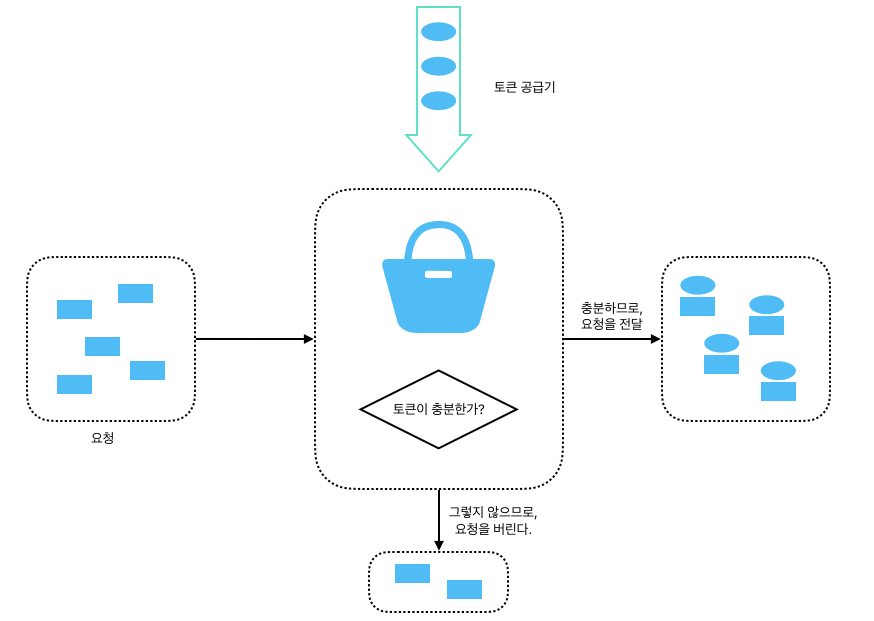 토큰 공급기
충분하므로,
요청을 전달
토큰이 충분한가?
요청
그렇지 않으므로,
요청을 버린다.